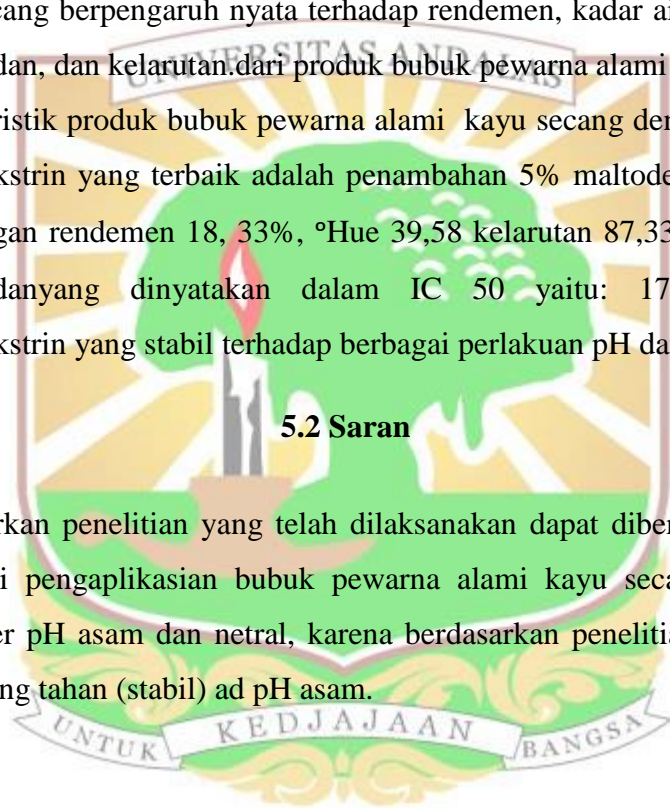 cang berpengaruh nyata terhadap rendemen, kadar ai
UNIVERSITAS ANDALAS
dan, dan kelarutan.dari produk bubuk pewarna alami
ristik produk bubuk pewarna alami kayu secang den
kstrin yang terbaik adalah penambahan 5% maltode
gan rendemen 18, 33%, °Hue 39,58 kelarutan 87,33
danyang dinyatakan dalam IC 50 yaitu: 17
kstrin yang stabil terhadap berbagai perlakuan pH da
5.2 Saran
rkan penelitian yang telah dilaksanakan dapat diber
i pengaplikasian bubuk pewarna alami kayu seca
er pH asam dan netral, karena berdasarkan penelitia
ng tahan (stabil) ad pH asam.
UNTUK KEDJAJAAN BANGSA